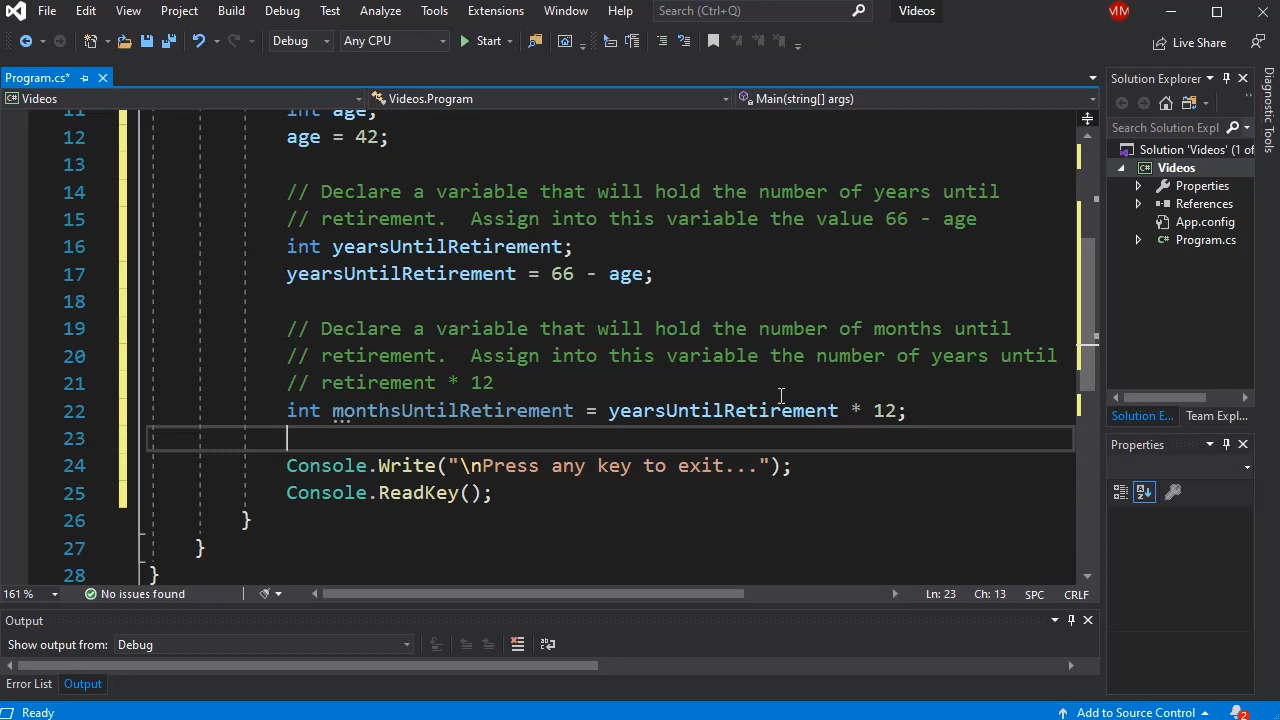 File Edit View Project Build Debug Test Analyze Tools Extensions Window Help Search (Ctrl+Q) Videos MM
Debug Any CPU Start Live Share
Program.cs*
Videos Videos.Program Main(string[] args)
11 int age;
12 age = 42;
13
14 // Declare a variable that will hold the number of years until
15 // retirement.  Assign into this variable the value 66 - age
16 int yearsUntilRetirement;
17 yearsUntilRetirement = 66 - age;
18
19 // Declare a variable that will hold the number of months until
20 // retirement.  Assign into this variable the number of years until
21 // retirement * 12
22 int monthsUntilRetirement = yearsUntilRetirement * 12;
23
24 Console.Write("\nPress any key to exit...");
25 Console.ReadKey();
26 }
27 }
28 }
161 % No issues found Ln: 23 Ch: 13 SPC CRLF
Output
Show output from: Debug
Error List Output
Ready Add to Source Control 2
Solution Explorer
Search Solution Expl
Solution 'Videos' (1 of
Videos
Properties
References
App.config
Program.cs
Solution E... Team Expl...
Properties
Diagnostic Tools